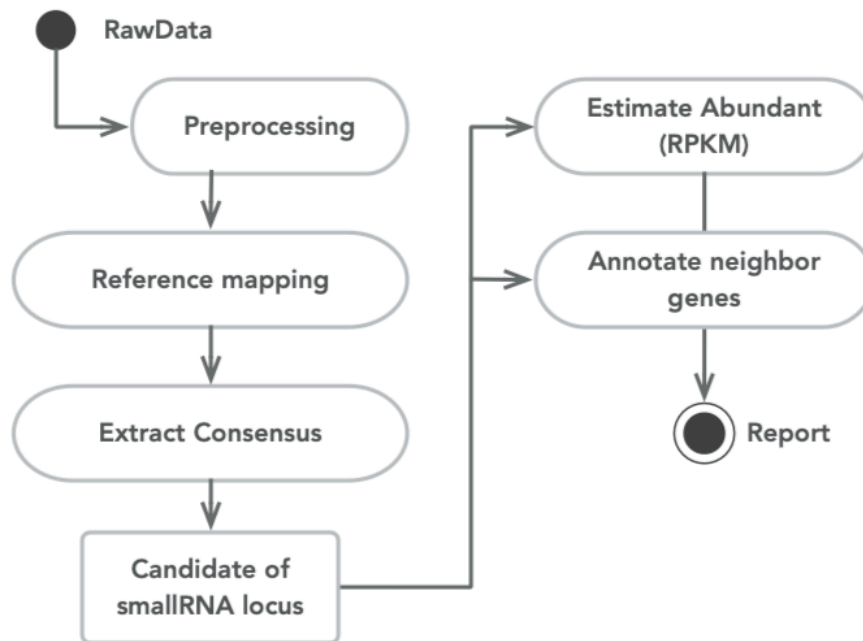 RawData
Preprocessing
Reference mapping
Extract Consensus
Candidate of
smallRNA locus
Estimate Abundant
(RPKM)
Annotate neighbor
genes
Report